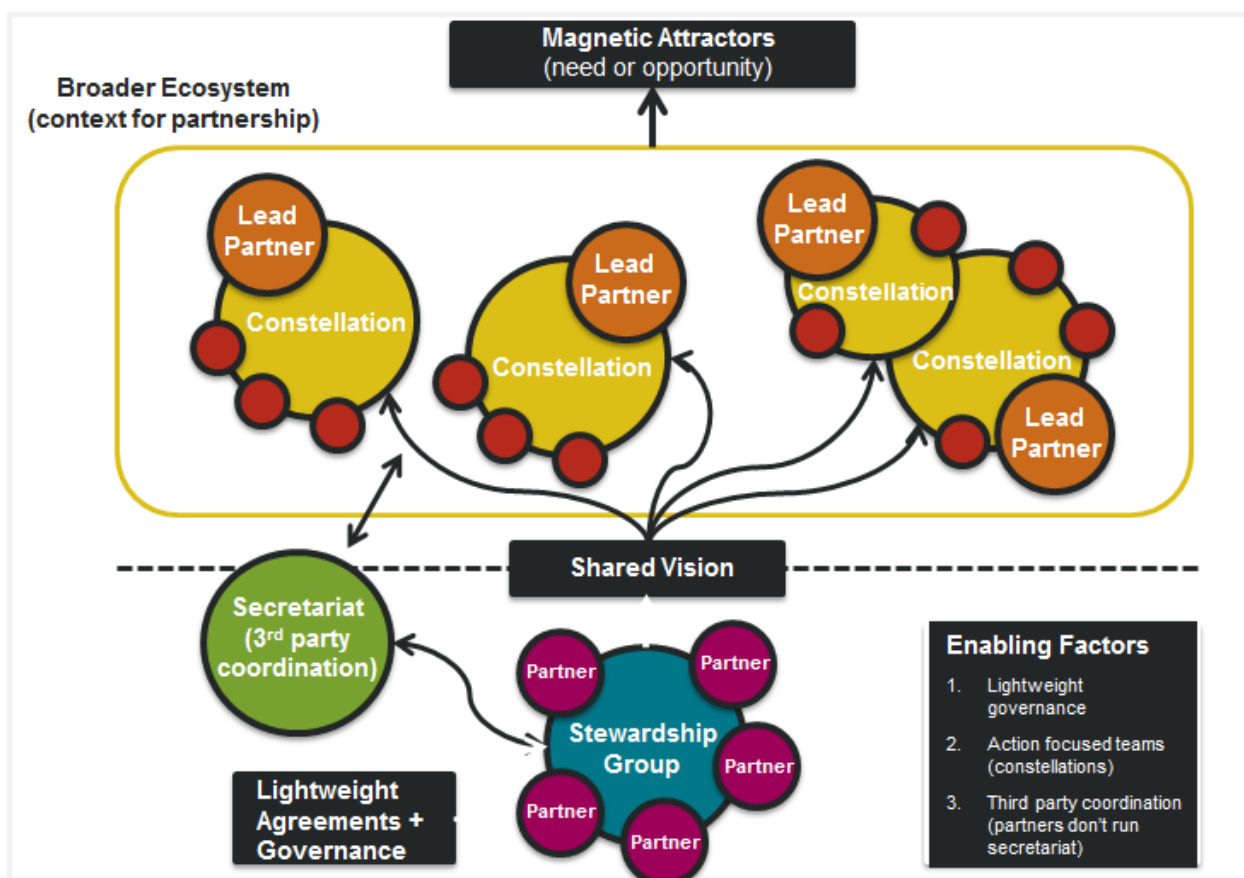 Magnetic Attractors
(need or opportunity)
Broader Ecosystem
(context for partnership)
Lead
Partner
Constellation
Lead
Partner
Constellation
Lead
Partner
Constellation
Constellation
Lead
Partner
Shared Vision
Secretariat
(3rd party
coordination)
Partner
Partner
Stewardship
Group
Partner
Partner
Partner
Lightweight
Agreements +
Governance
Enabling Factors
1. Lightweight
governance
2. Action focused teams
(constellations)
3. Third party coordination
(partners don't run
secretariat)